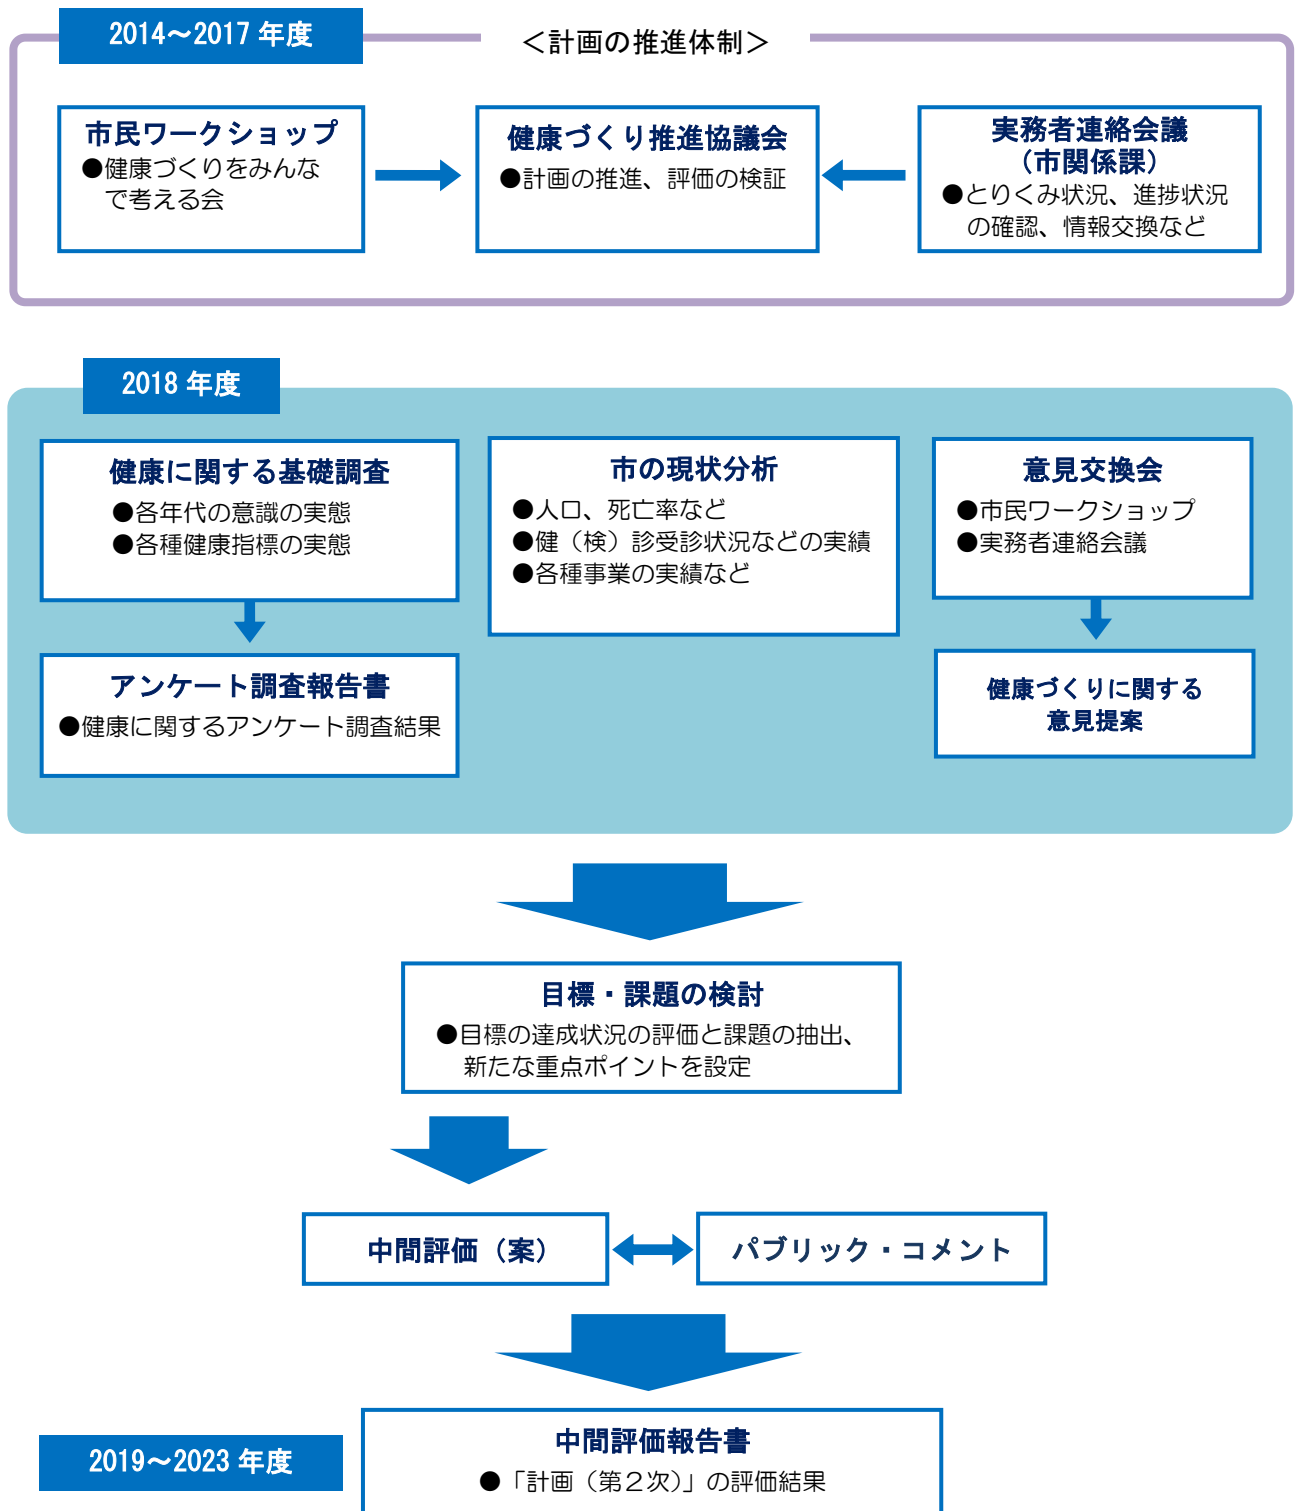 2014～2017 年度
＜計画の推進体制＞
市民ワークショップ
●健康づくりをみんな
で考える会
健康づくり推進協議会
●計画の推進、評価の検証
実務者連絡会議
（市関係課）
●とりくみ状況、進捗状況
の確認、情報交換など
2018 年度
健康に関する基礎調査
●各年代の意識の実態
●各種健康指標の実態
市の現状分析
●人口、死亡率など
●健（検）診受診状況などの実績
●各種事業の実績など
意見交換会
●市民ワークショップ
●実務者連絡会議
アンケート調査報告書
●健康に関するアンケート調査結果
健康づくりに関する
意見提案
目標・課題の検討
●目標の達成状況の評価と課題の抽出、
新たな重点ポイントを設定
中間評価（案）
パブリック・コメント
2019～2023 年度
中間評価報告書
●「計画（第２次）」の評価結果